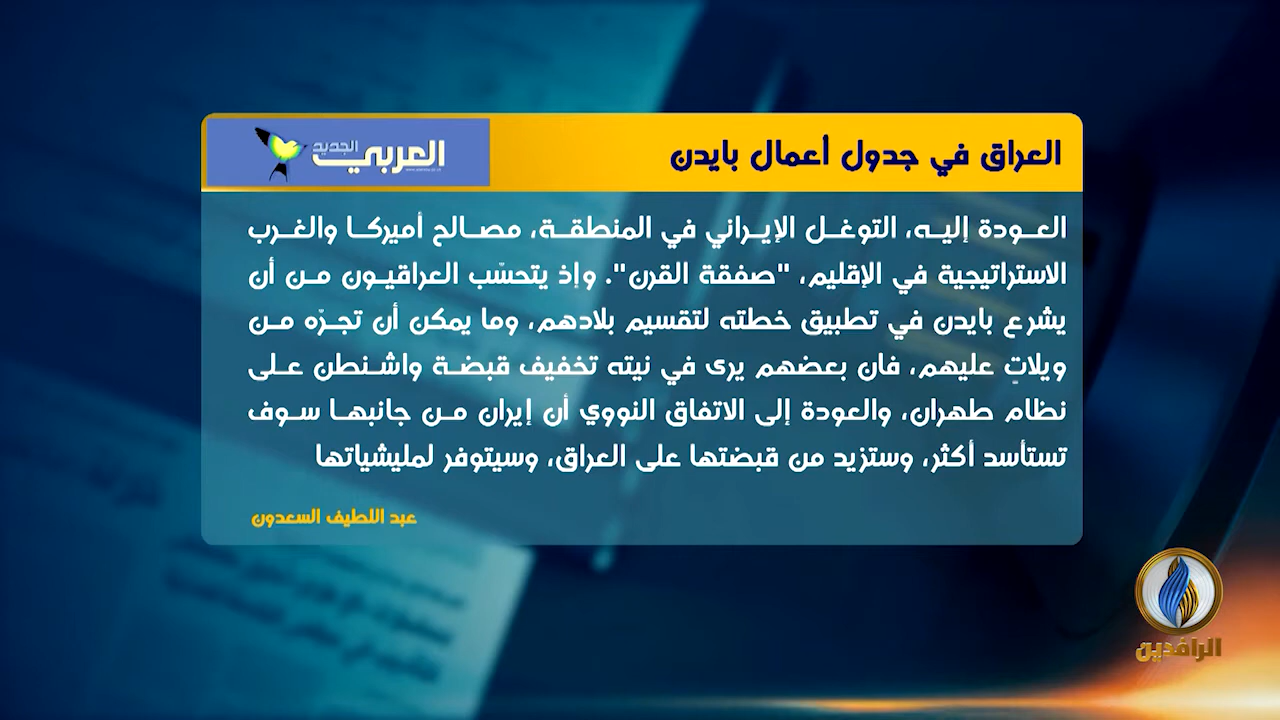 العراق في جدول أعمال بايدن
العربي الجديد
العودة إليه، التوغل الإيراني في المنطقة، مصالح أميركا والغرب
الاستراتيجية في الإقليم، "صفقة القرن". وإذ يتحسّب العراقيون من أن
يشرع بايدن في تطبيق خطته لتقسيم بلادهم، وما يمكن أن تجرّه من
ويلاتٍ عليهم، فان بعضهم يرى في نيته تخفيف قبضة واشنطن على
نظام طهران، والعودة إلى الاتفاق النووي أن إيران من جانبها سوف
تستأسد أكثر، وستزيد من قبضتها على العراق، وسيتوفر لمليشياتها
عبد اللطيف السعدون
الرافدين